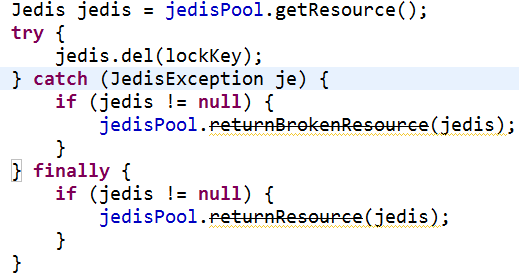 Jedis jedis = jedisPool.getResource();
try {
    jedis.del(lockKey);
} catch (JedisException je) {
    if (jedis != null) {
        jedisPool.returnBrokenResource(jedis);
    }
} finally {
    if (jedis != null) {
        jedisPool.returnResource(jedis);
    }
}